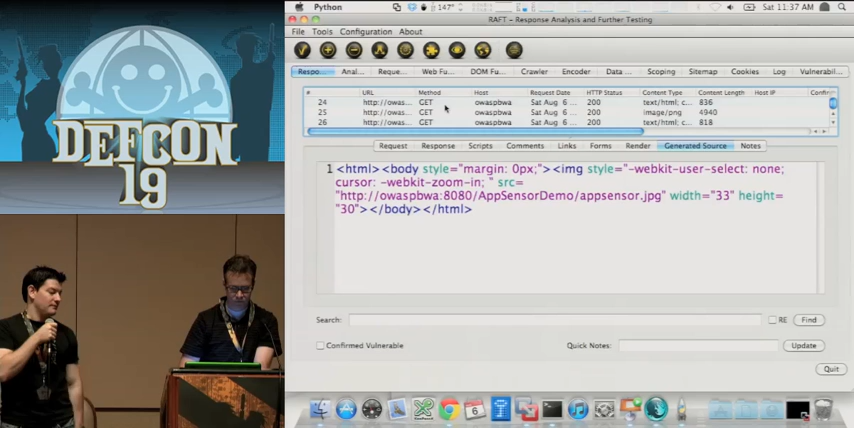 DEFCON
19
Python
147°
Sat 11:37 AM
RAFT – Response Analysis and Further Testing
File Tools Configuration About
Respo... Anal... Reque... Web Fu... DOM Fu... Crawler Encoder Data ... Scoping Sitemap Cookies Log Vulnerabil...
# URL Method Host Request Date HTTP Status Content Type Content Length Host IP Confir
24 http://owas... GET owaspbwa Sat Aug 6 ... 200 text/html; c... 836
25 http://owas... GET owaspbwa Sat Aug 6 ... 200 image/png 4940
26 http://owas... GET owaspbwa Sat Aug 6 ... 200 text/html; c... 818
Request Response Scripts Comments Links Forms Render Generated Source Notes
1 <html><body style="margin: 0px;"><img style="-webkit-user-select: none;
cursor: -webkit-zoom-in; " src=
"http://owaspbwa:8080/AppSensorDemo/appsensor.jpg" width="33" height=
"30"></body></html>
Search: RE Find
Confirmed Vulnerable Quick Notes: Update
Quit
6